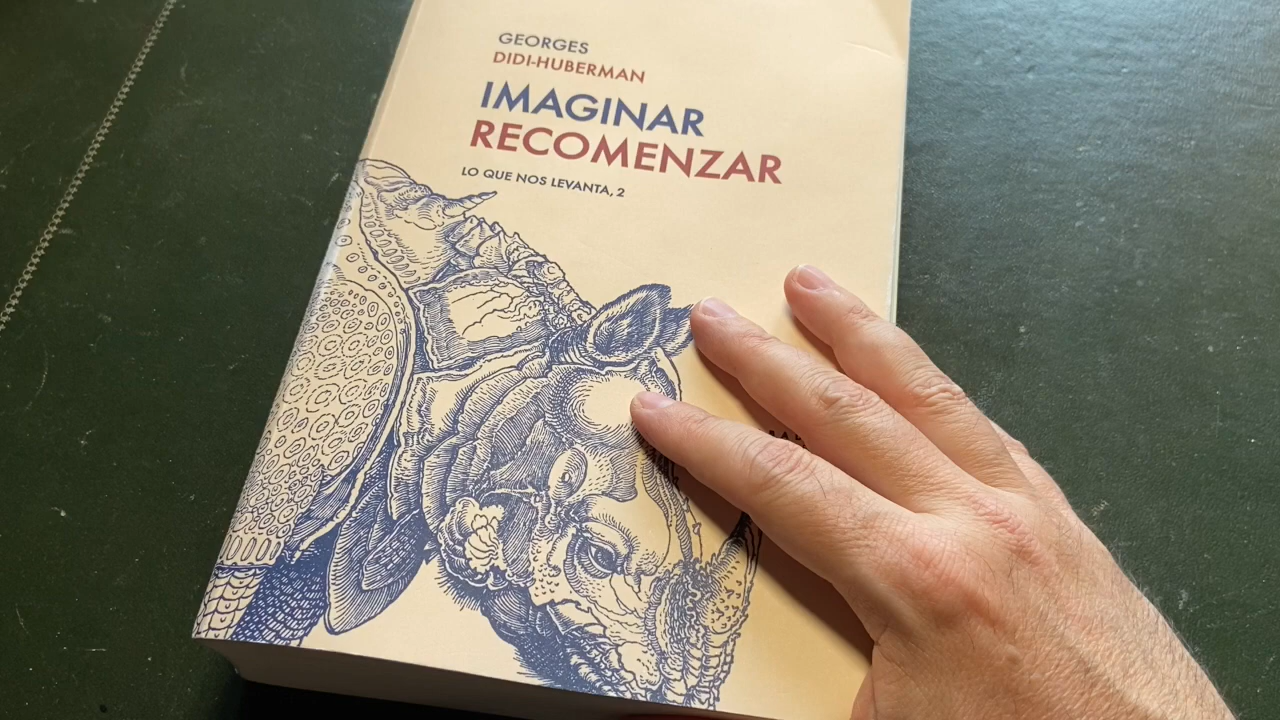 GEORGES
DIDI-HUBERMAN
IMAGINAR
RECOMENZAR
LO QUE NOS LEVANTA, 2